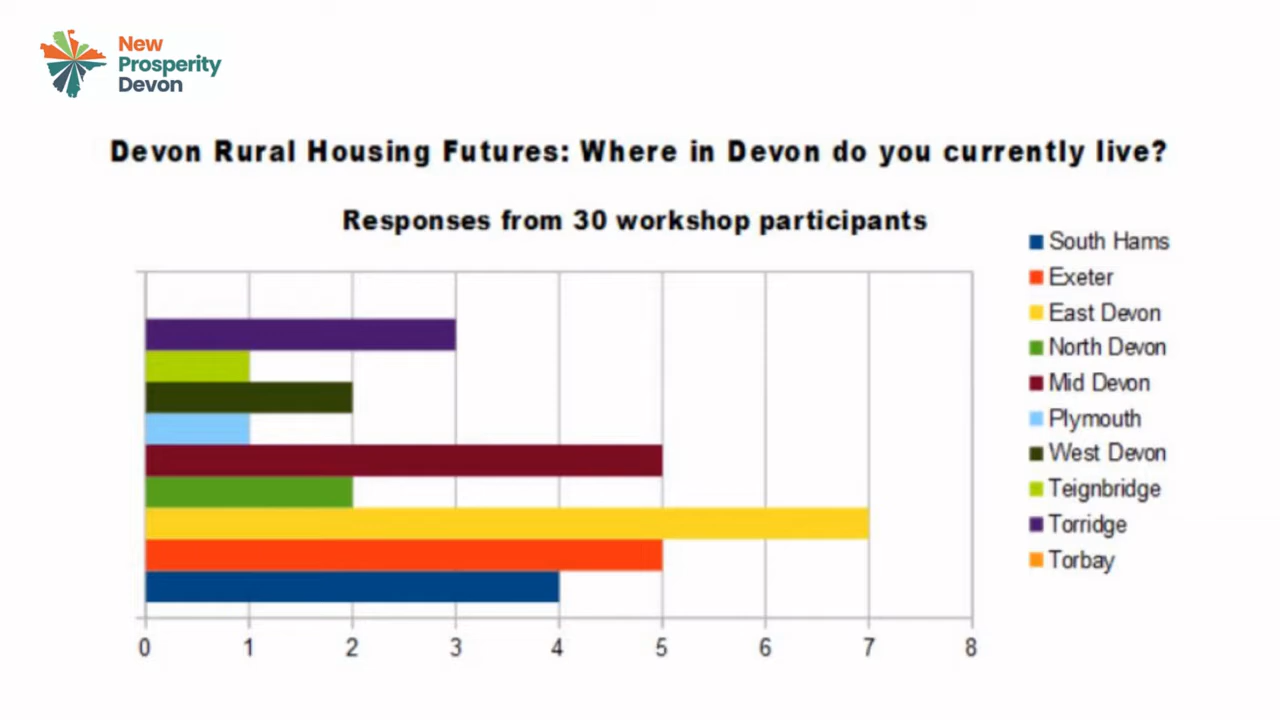 New
Prosperity
Devon
Devon Rural Housing Futures: Where in Devon do you currently live?
Responses from 30 workshop participants
South Hams
Exeter
East Devon
North Devon
Mid Devon
Plymouth
West Devon
Teignbridge
Torridge
Torbay
0 1 2 3 4 5 6 7 8